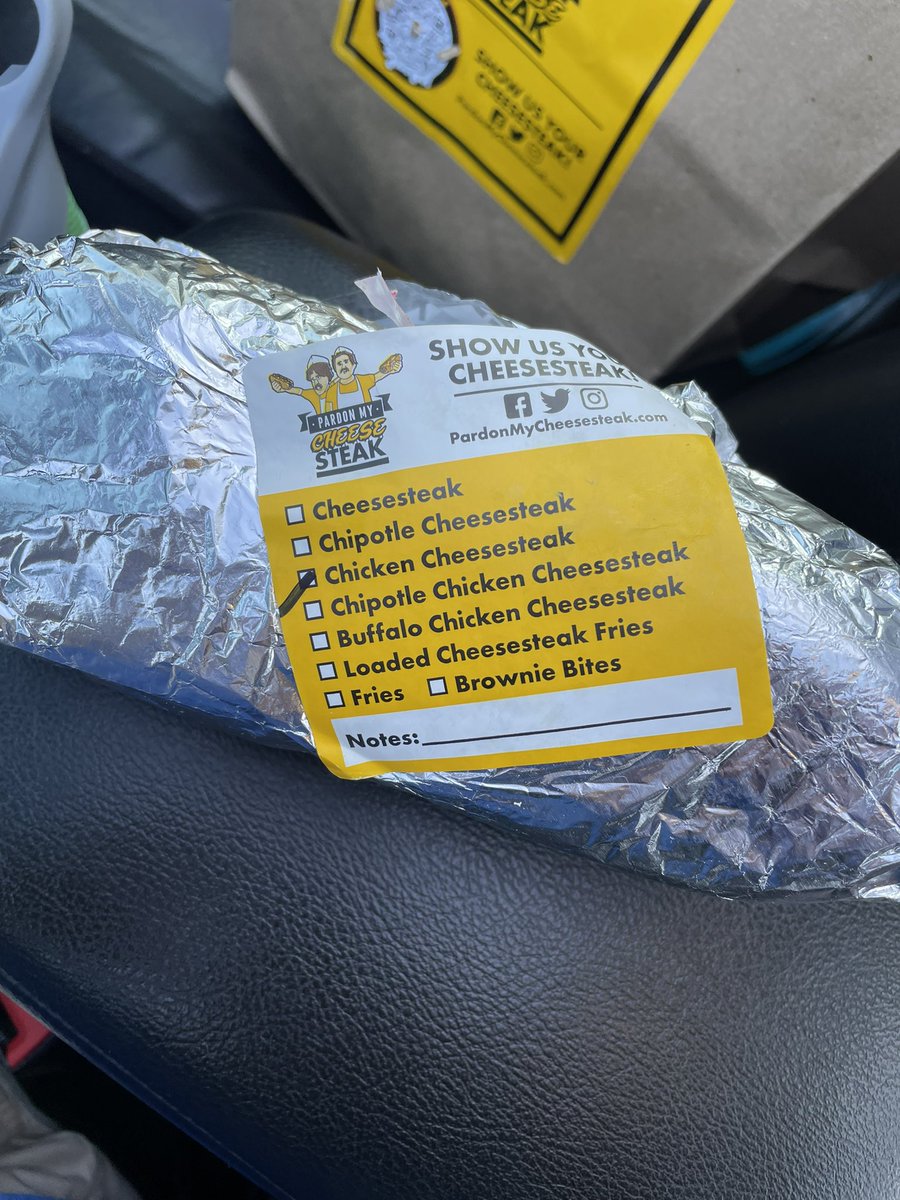 STEAK
SHOW US YOUR
CHEESESTEAK!
PARDON MY
CHEESE
STEAK
SHOW US
CHEESESTEAK!
PardonMyCheesesteak.com
Cheesesteak
Chipotle Cheesesteak
Chicken Cheesesteak
Chipotle Chicken Cheesesteak
Buffalo Chicken Cheesesteak
Loaded Cheesesteak Fries
Fries Brownie Bites
Notes: